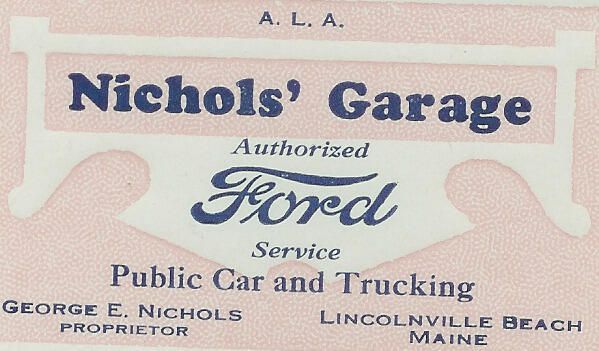 A. L. A.
Nichols' Garage
Authorized
Ford
Service
Public Car and Trucking
GEORGE E. NICHOLS
PROPRIETOR
LINCOLNVILLE BEACH
MAINE